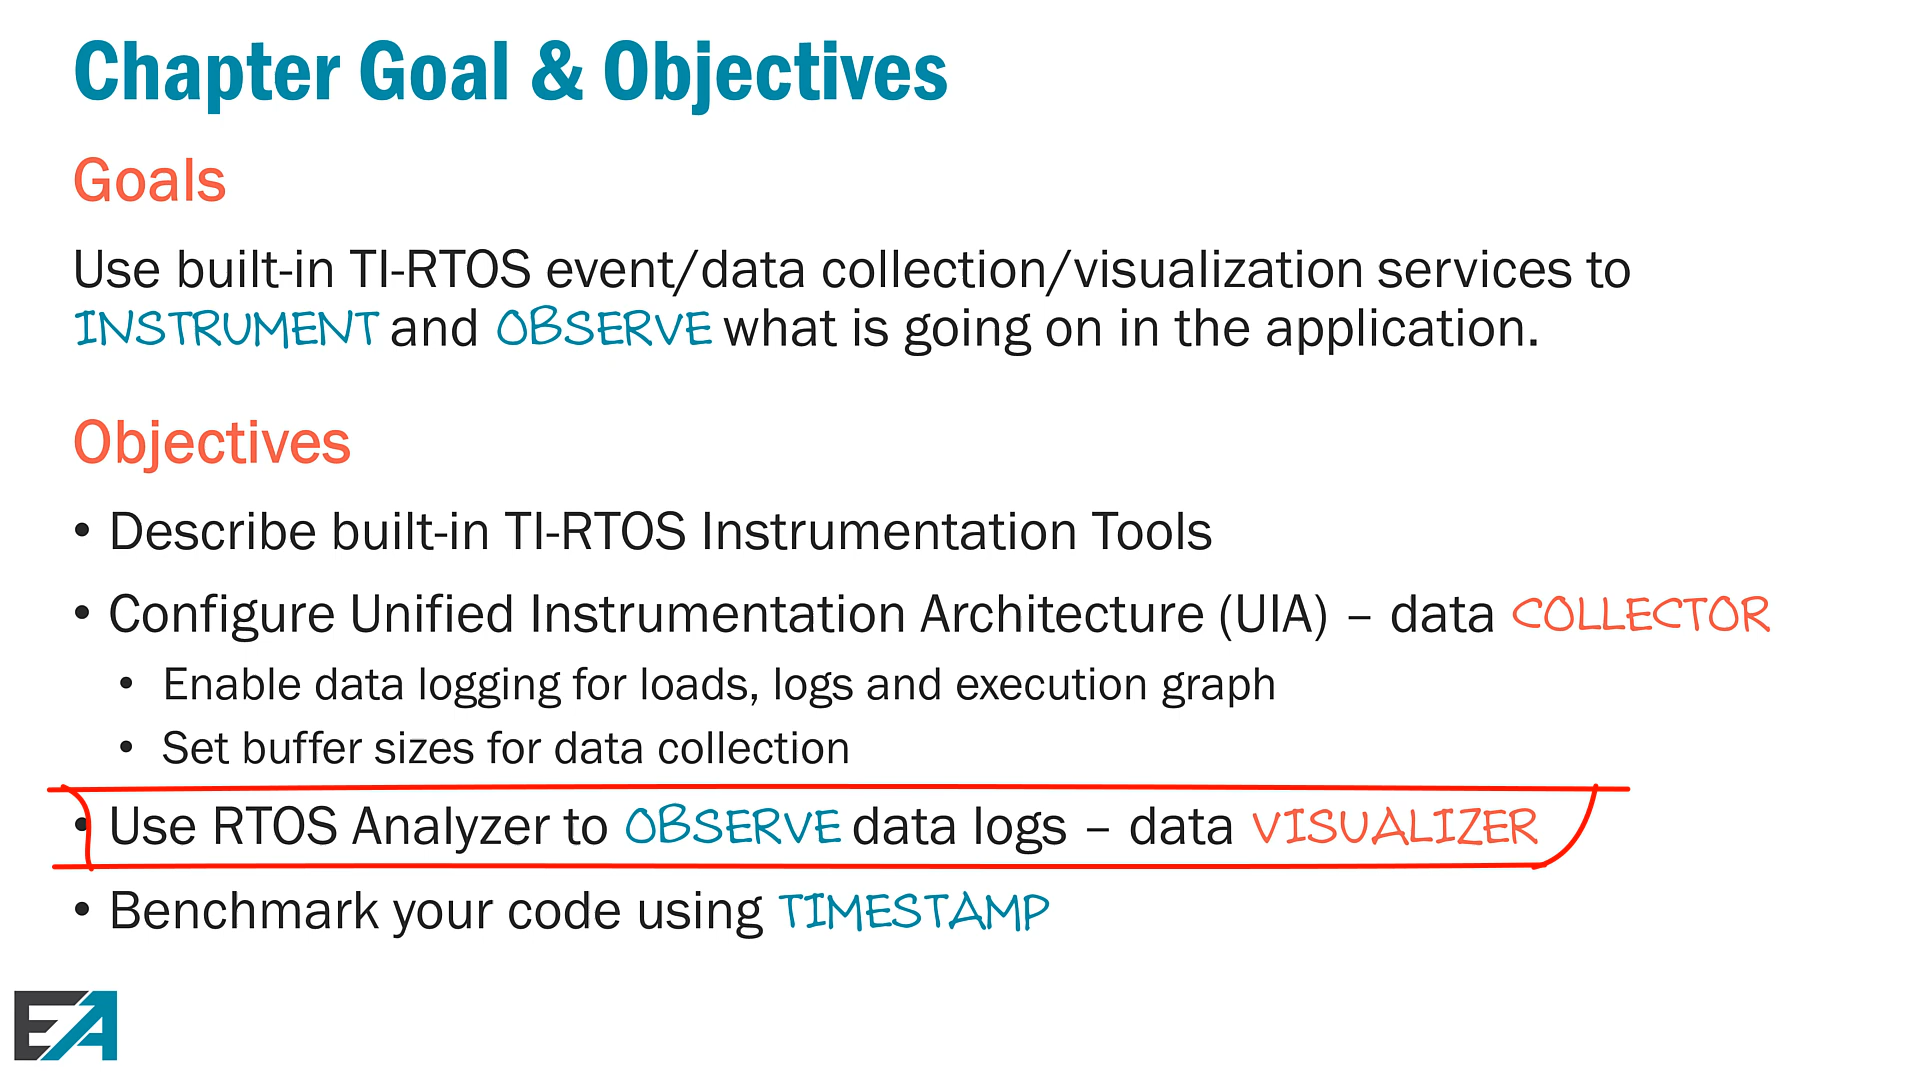 Chapter Goal & Objectives
Goals
Use built-in TI-RTOS event/data collection/visualization services to
INSTRUMENT and OBSERVE what is going on in the application.
Objectives
• Describe built-in TI-RTOS Instrumentation Tools
• Configure Unified Instrumentation Architecture (UIA) – data COLLECTOR
• Enable data logging for loads, logs and execution graph
• Set buffer sizes for data collection
• Use RTOS Analyzer to OBSERVE data logs – data VISUALIZER
• Benchmark your code using TIMESTAMP
EA